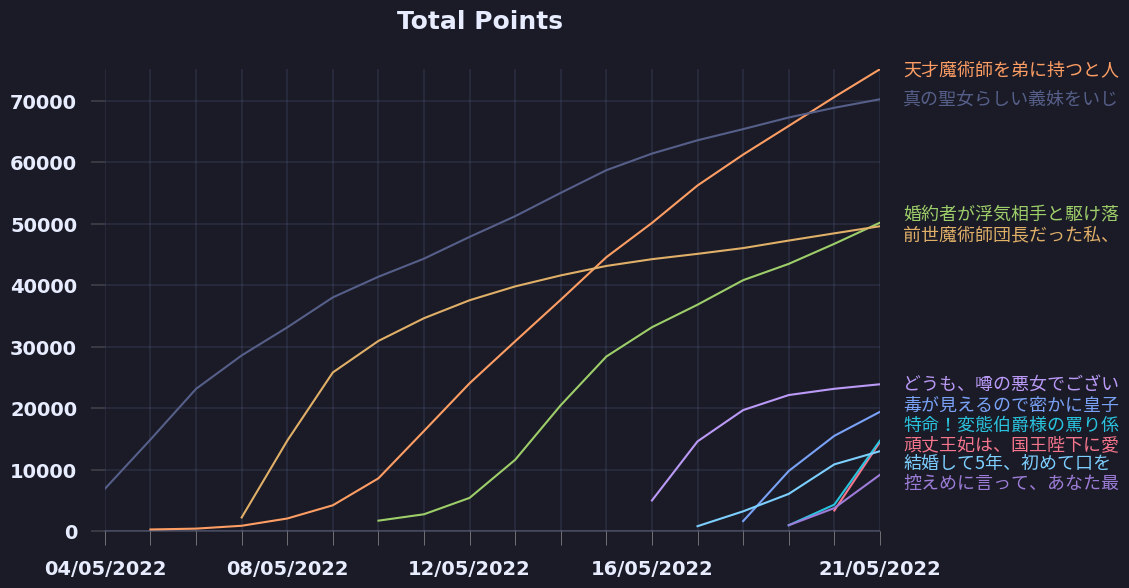 Total Points
天才魔術師を弟に持つと人
真の聖女らしい義妹をいじ
70000
60000
婚約者が浮気相手と駆け落
50000
前世魔術師団長だった私、
40000
30000
どうも、噂の悪女でござい
20000
毒が見えるので密かに皇子
特命！変態伯爵様の罵り係
頑丈王妃は、国王陛下に愛
10000
結婚して5年、初めて口を
控えめに言って、あなた最
0
04/05/2022 08/05/2022 12/05/2022 16/05/2022 21/05/2022